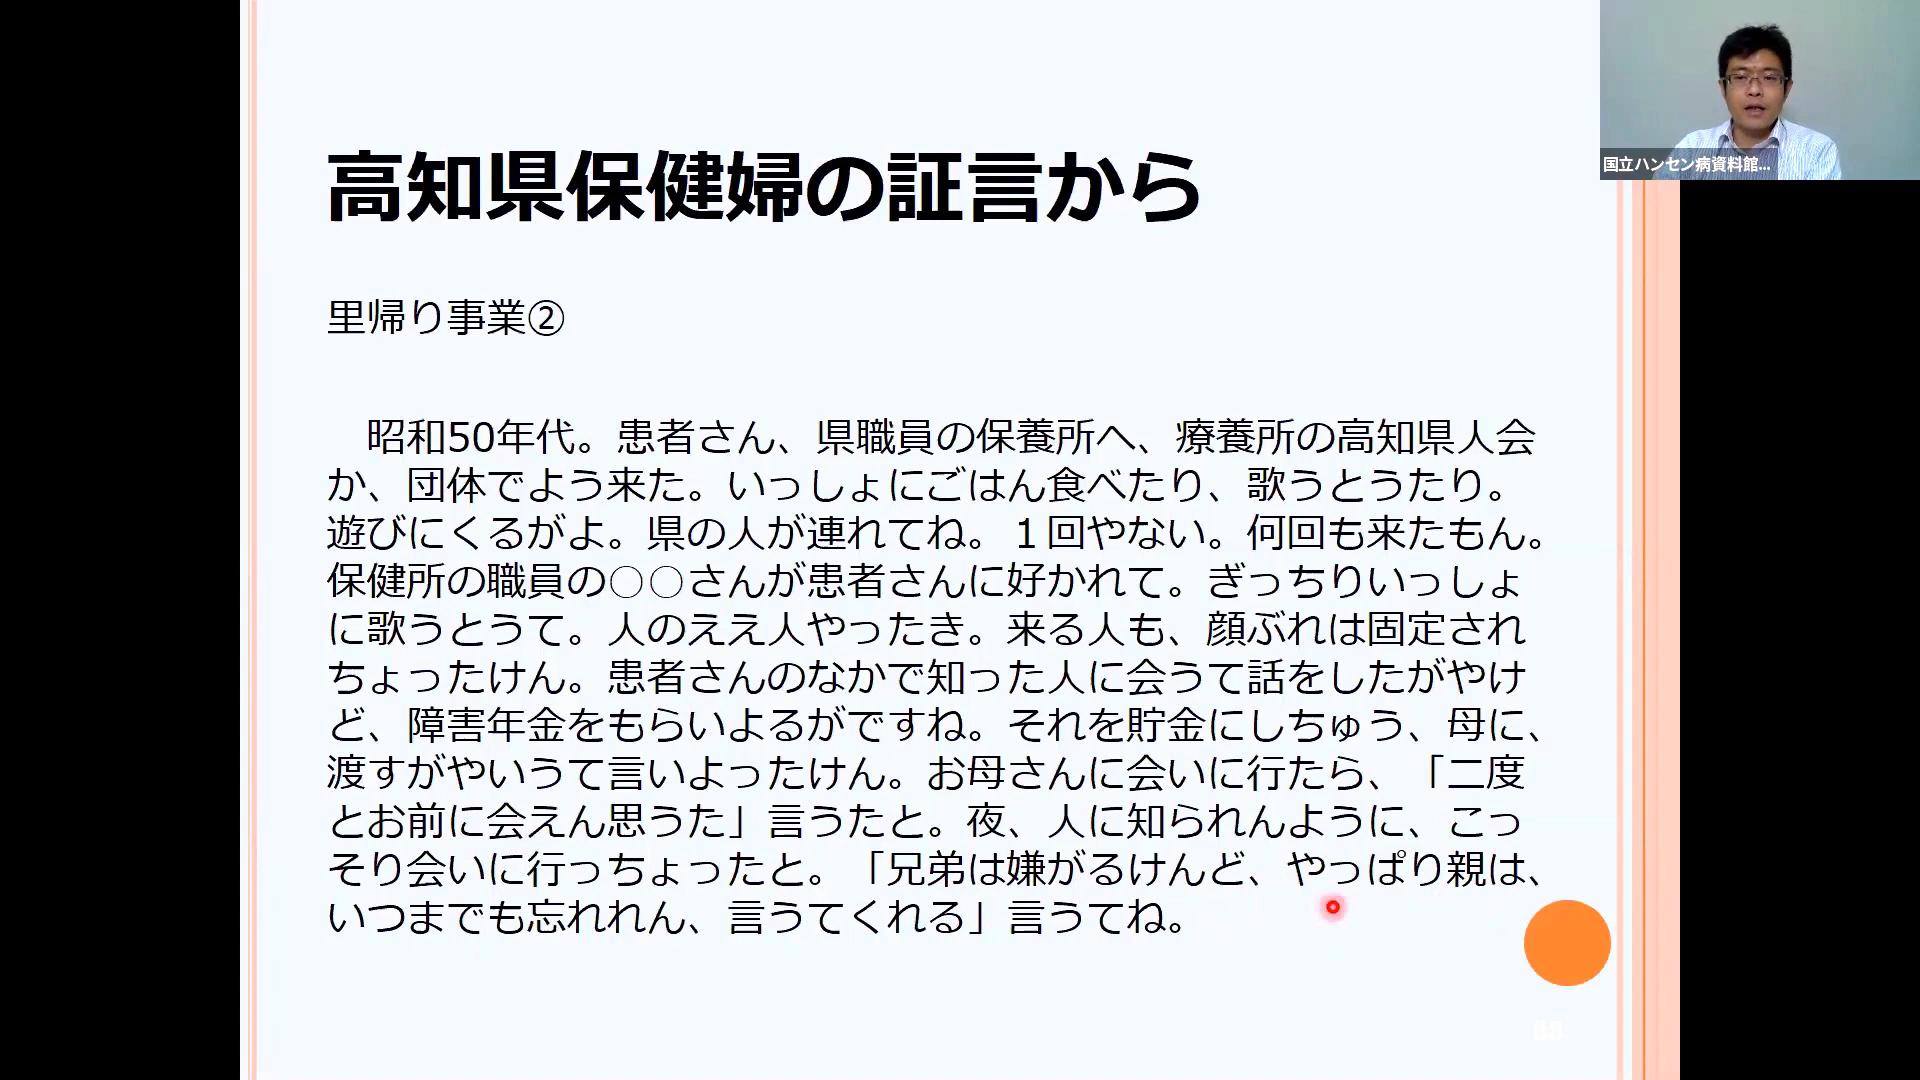 高知県保健婦の証言から
国立ハンセン病資料館...
里帰り事業②
昭和50年代。患者さん、県職員の保養所へ、療養所の高知県人会
か、団体でよう来た。いっしょにごはん食べたり、歌うとうたり。
遊びにくるがよ。県の人が連れてね。１回やない。何回も来たもん。
保健所の職員の○○さんが患者さんに好かれて。ぎっちりいっしょ
に歌うとうて。人のええ人やったき。来る人も、顔ぶれは固定され
ちょったけん。患者さんのなかで知った人に会うて話をしたがやけ
ど、障害年金をもらいよるがですね。それを貯金にしちゅう、母に、
渡すがやいうて言いよったけん。お母さんに会いに行たら、「二度
とお前に会えん思うた」言うたと。夜、人に知られんように、こっ
そり会いに行っちょったと。「兄弟は嫌がるけんど、やっぱり親は、
いつまでも忘れれん、言うてくれる」言うてね。